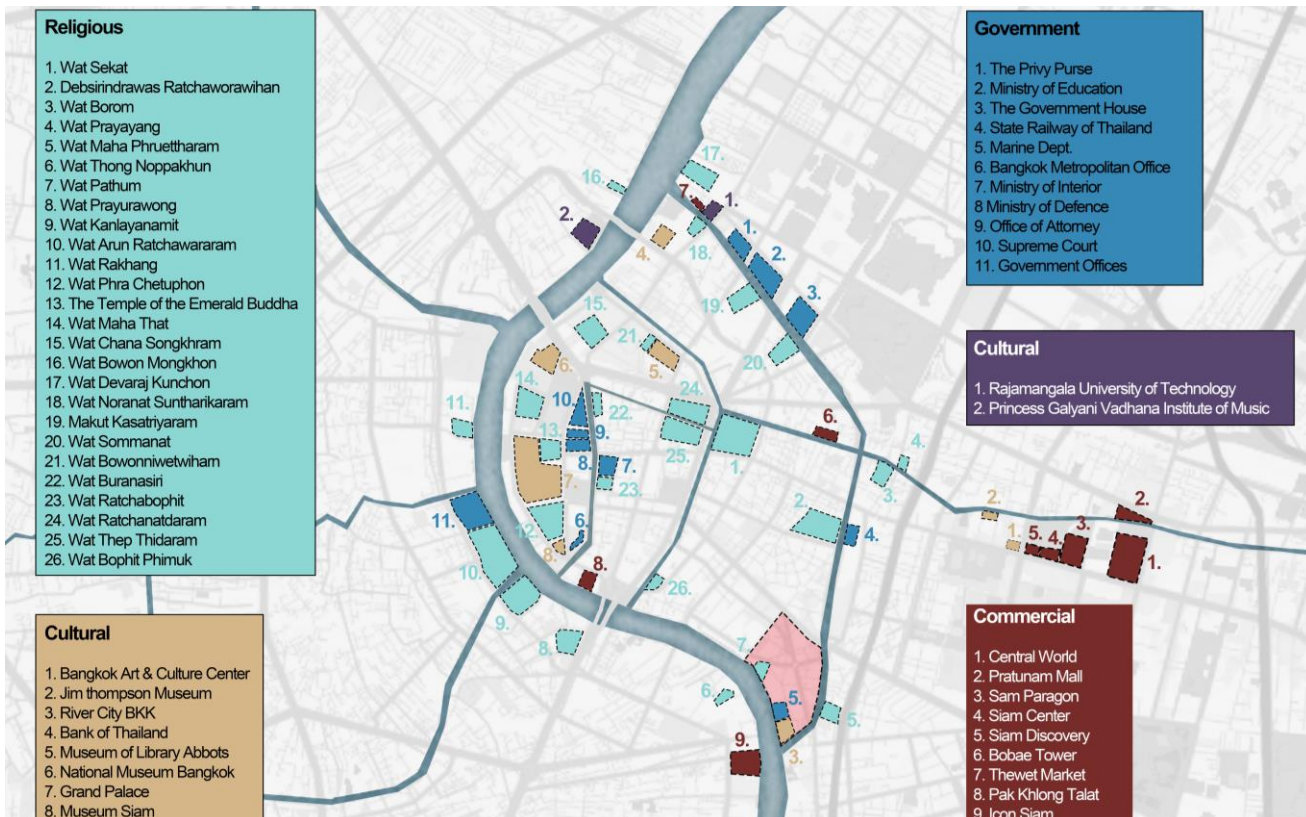 Religious
1. Wat Sekat
2. Debsirindrawas Ratchaworawihan
3. Wat Borom
4. Wat Prayayang
5. Wat Maha Phruettharam
6. Wat Thong Noppakhun
7. Wat Pathum
8. Wat Prayurawong
9. Wat Kanlayanamit
10. Wat Arun Ratchawararam
11. Wat Rakhang
12. Wat Phra Chetuphon
13. The Temple of the Emerald Buddha
14. Wat Maha That
15. Wat Chana Songkhram
16. Wat Bowon Mongkhon
17. Wat Devaraj Kunchon
18. Wat Noranat Suntharikaram
19. Makut Kasatriyaram
20. Wat Sommanat
21. Wat Bowonniwetwiham
22. Wat Buranasiri
23. Wat Ratchabophit
24. Wat Ratchanatdaram
25. Wat Thep Thidaram
26. Wat Bophit Phimuk
Cultural
1. Bangkok Art & Culture Center
2. Jim thompson Museum
3. River City BKK
4. Bank of Thailand
5. Museum of Library Abbots
6. National Museum Bangkok
7. Grand Palace
8. Museum Siam
17.
16.
7.
1.
2.
4.
18.
1.
2.
19.
3.
15.
21.
5.
20.
6.
14.
10.
22.
24.
11.
13.
9.
8.
7.
25.
1.
6.
4.
3.
7.
23.
2.
4.
11.
12.
6.
8.
8.
10.
9.
26.
8.
7.
6.
5.
5.
9.
3.
2.
1.
5.
4.
3.
2.
1.
Government
1. The Privy Purse
2. Ministry of Education
3. The Government House
4. State Railway of Thailand
5. Marine Dept.
6. Bangkok Metropolitan Office
7. Ministry of Interior
8 Ministry of Defence
9. Office of Attorney
10. Supreme Court
11. Government Offices
Cultural
1. Rajamangala University of Technology
2. Princess Galyani Vadhana Institute of Music
Commercial
1. Central World
2. Pratunam Mall
3. Sam Paragon
4. Siam Center
5. Siam Discovery
6. Bobae Tower
7. Thewet Market
8. Pak Khlong Talat
9. Icon Siam